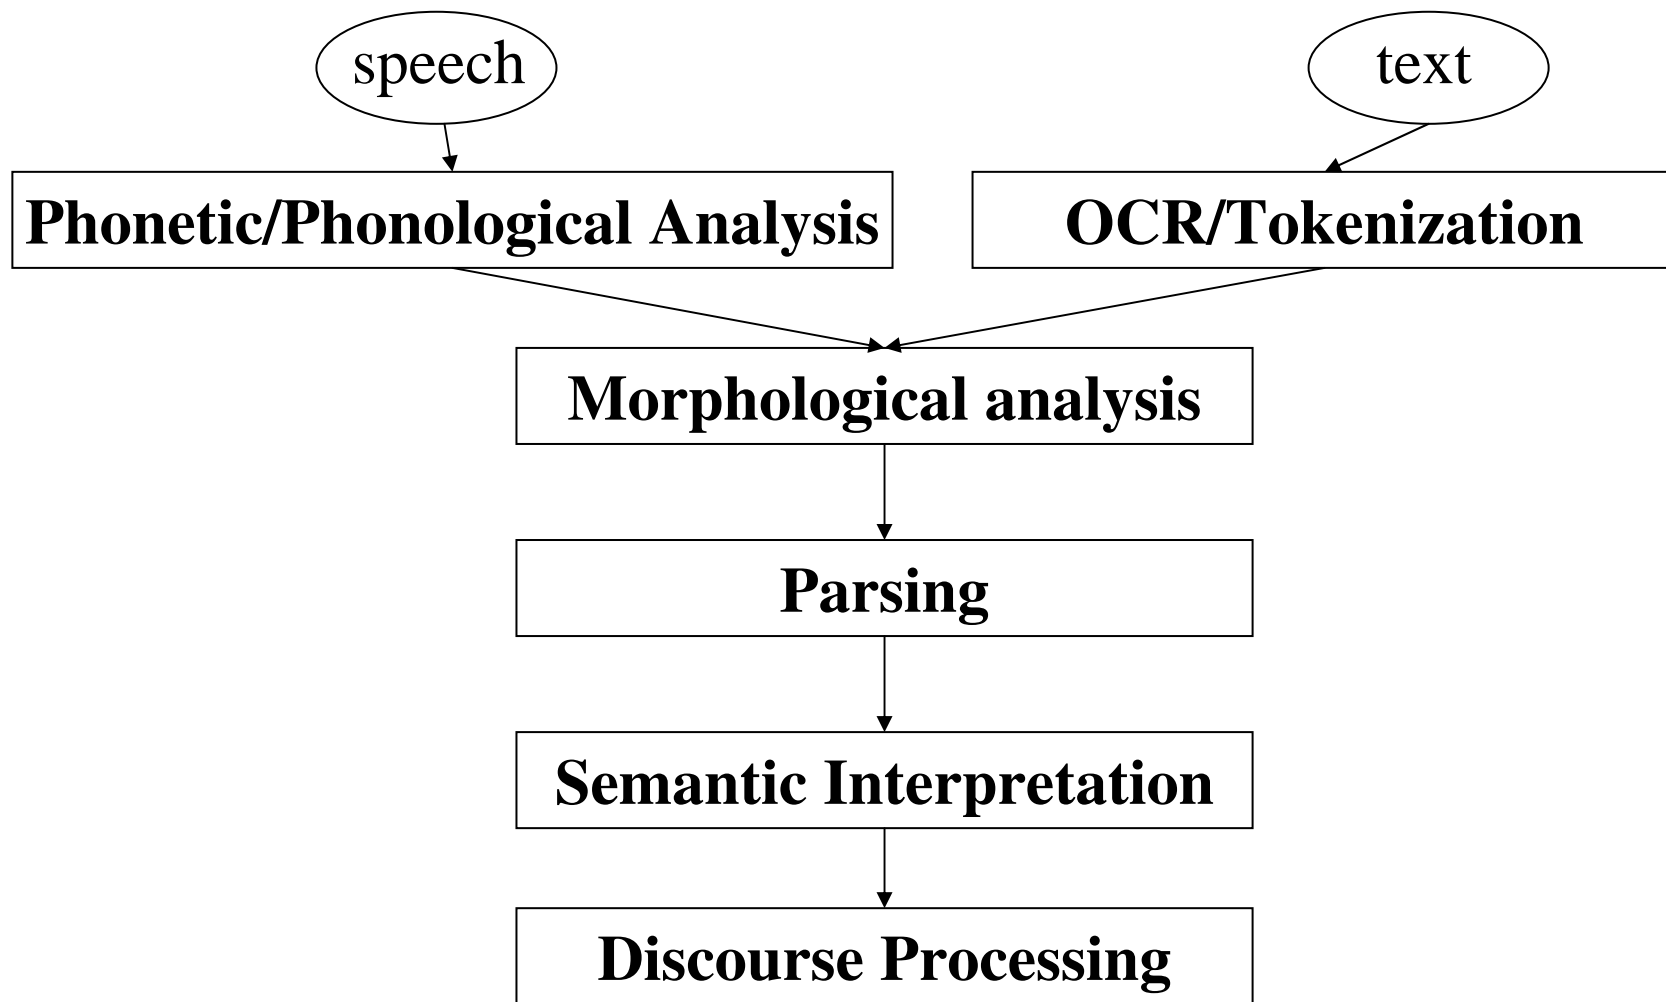 speech
text
Phonetic/Phonological Analysis
OCR/Tokenization
Morphological analysis
Parsing
Semantic Interpretation
Discourse Processing